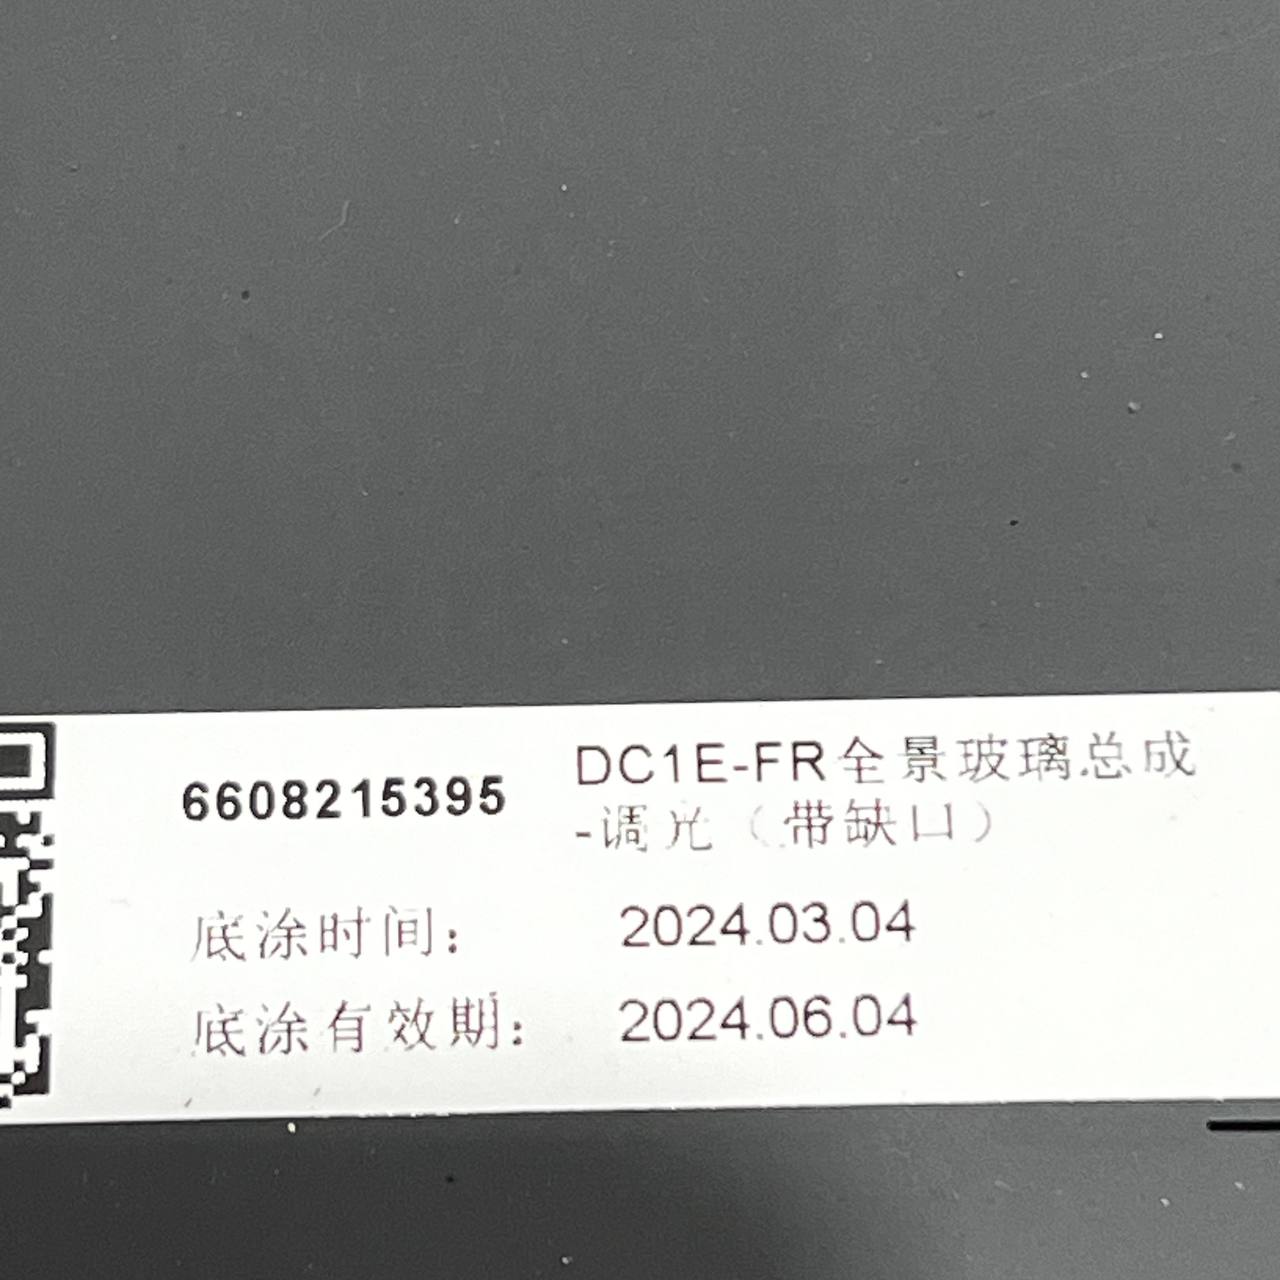 6608215395
DC1E-FR全景玻璃总成
-调光（带缺口）
底涂时间： 2024.03.04
底涂有效期： 2024.06.04